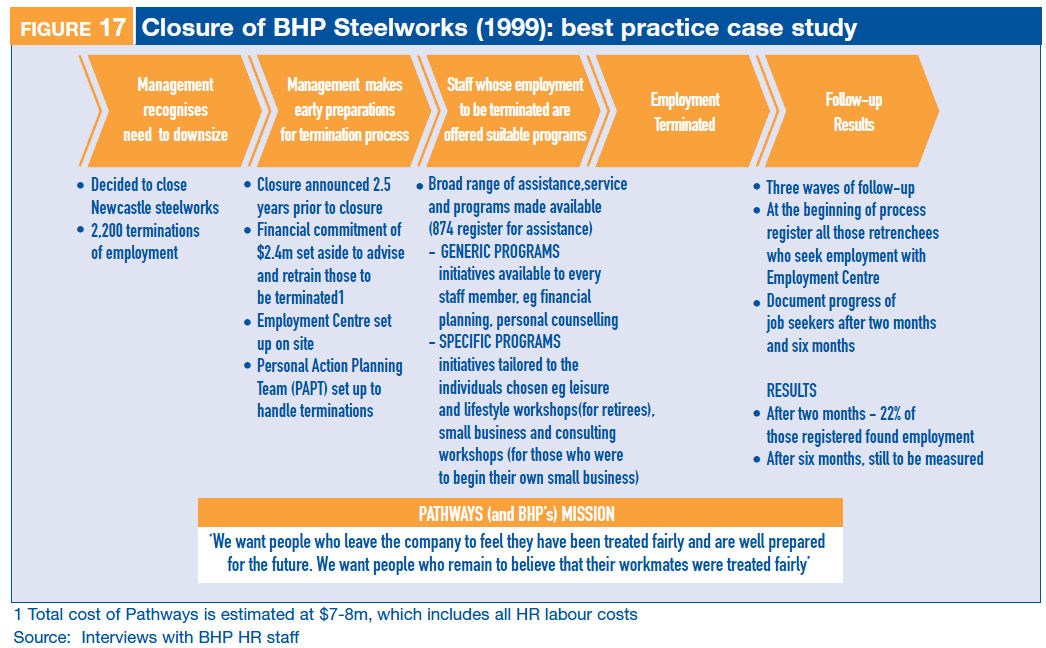 FIGURE 17
Closure of BHP Steelworks (1999): best practice case study
Management
recognises
need to downsize
Management makes
early preparations
for termination process
Staff whose employment
to be terminated are
offered suitable programs
Employment
Terminated
Follow-up
Results
• Decided to close
Newcastle steelworks
• 2,200 terminations
of employment
• Closure announced 2.5
years prior to closure
• Financial commitment of
$2.4m set aside to advise
and retrain those to
be terminated1
• Employment Centre set
up on site
• Personal Action Planning
Team (PAPT) set up to
handle terminations
• Broad range of assistance,service
and programs made available
(874 register for assistance)
– GENERIC PROGRAMS
initiatives available to every
staff member, eg financial
planning, personal counselling
– SPECIFIC PROGRAMS
initiatives tailored to the
individuals chosen eg leisure
and lifestyle workshops(for retirees),
small business and consulting
workshops (for those who were
to begin their own small business)
• Three waves of follow-up
• At the beginning of process
register all those retrenchees
who seek employment with
Employment Centre
• Document progress of
job seekers after two months
and six months
RESULTS
• After two months - 22% of
those registered found employment
• After six months, still to be measured
PATHWAYS (and BHP's) MISSION
'We want people who leave the company to feel they have been treated fairly and are well prepared
for the future. We want people who remain to believe that their workmates were treated fairly'
1 Total cost of Pathways is estimated at $7-8m, which includes all HR labour costs
Source: Interviews with BHP HR staff